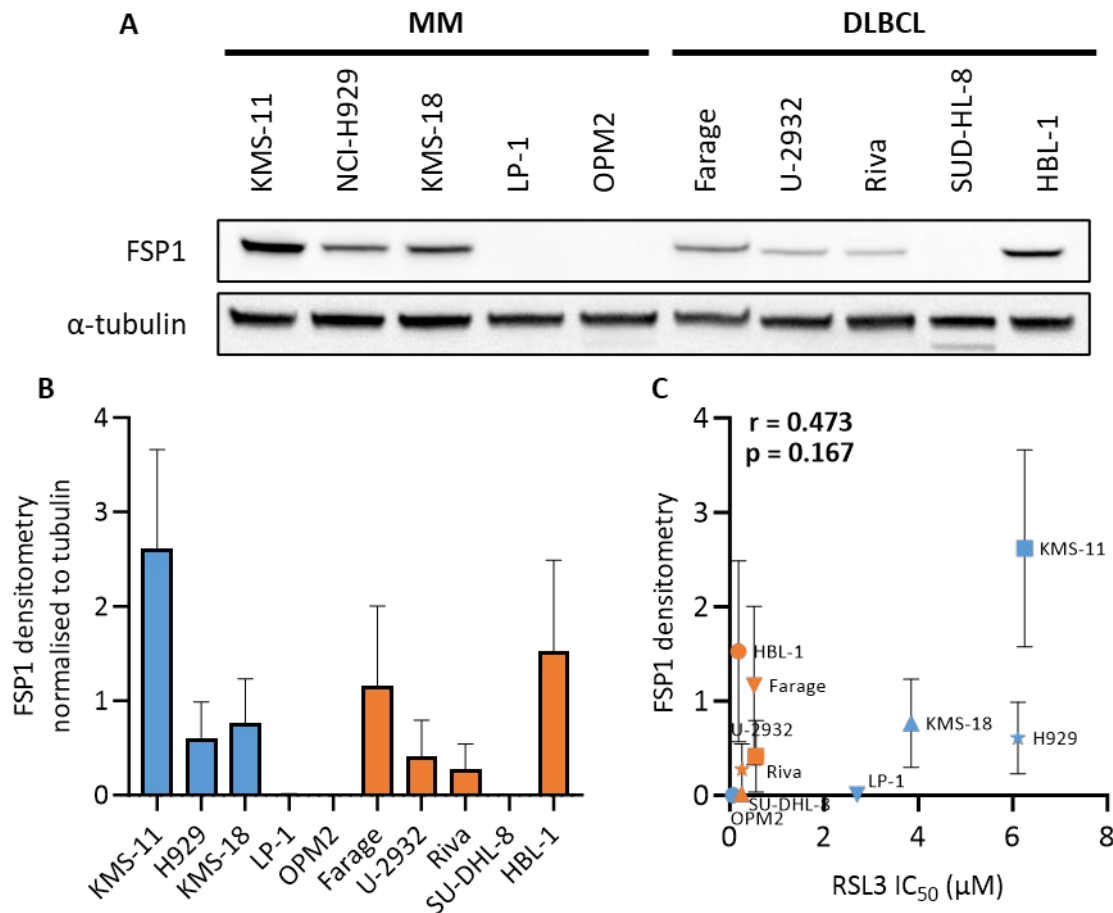 A
MM
DLBCL
KMS-11
NCI-H929
KMS-18
LP-1
OPM2
Farage
U-2932
Riva
SUD-HL-8
HBL-1
FSP1
α-tubulin
B
FSP1 densitometry
normalised to tubulin
4
3
2
1
0
KMS-11
H929
KMS-18
LP-1
OPM2
Farage
U-2932
Riva
SU-DHL-8
HBL-1
C
r = 0.473
p = 0.167
FSP1 densitometry
4
3
2
1
0
KMS-11
HBL-1
Farage
U-2932
KMS-18
H929
Riva
LP-1
SU-DHL-8
OPM2
0
2
4
6
8
RSL3 IC50 (μM)